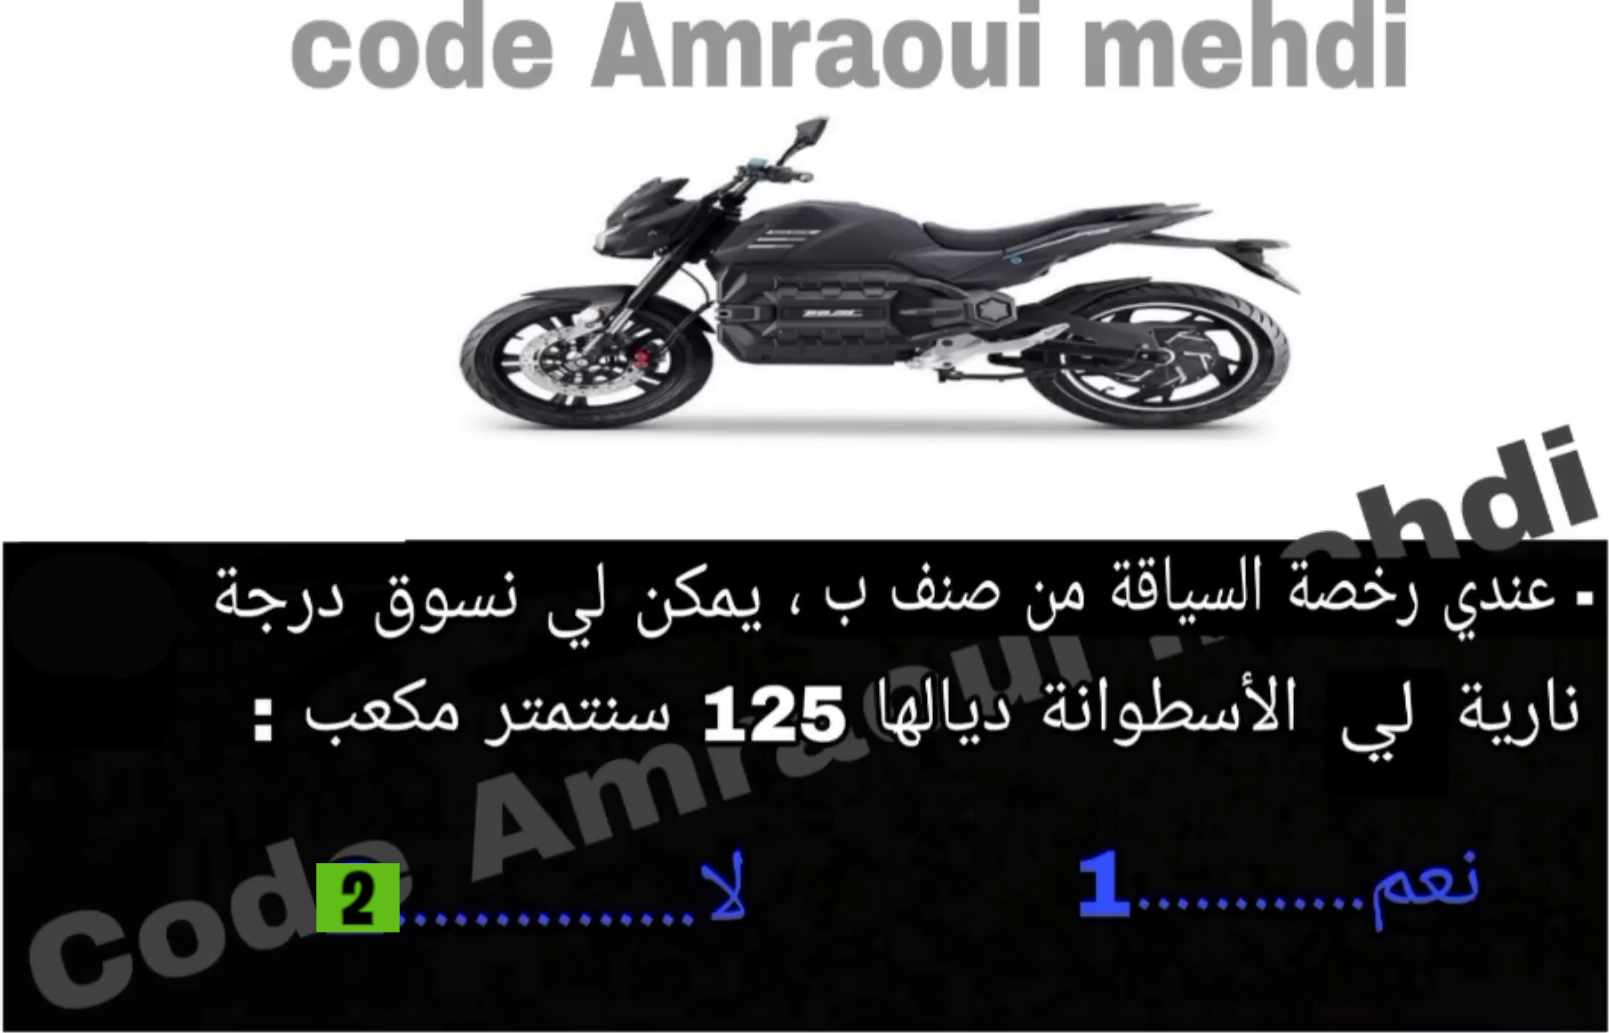 code Amraoui mehdi
- عندي رخصة السياقة من صنف ب ، يمكن لي نسوق درجة
نارية لي الأسطوانة ديالها 125 سنتمتر مكعب :
نعم............1
لا...............2
Code Amraoui mehdi